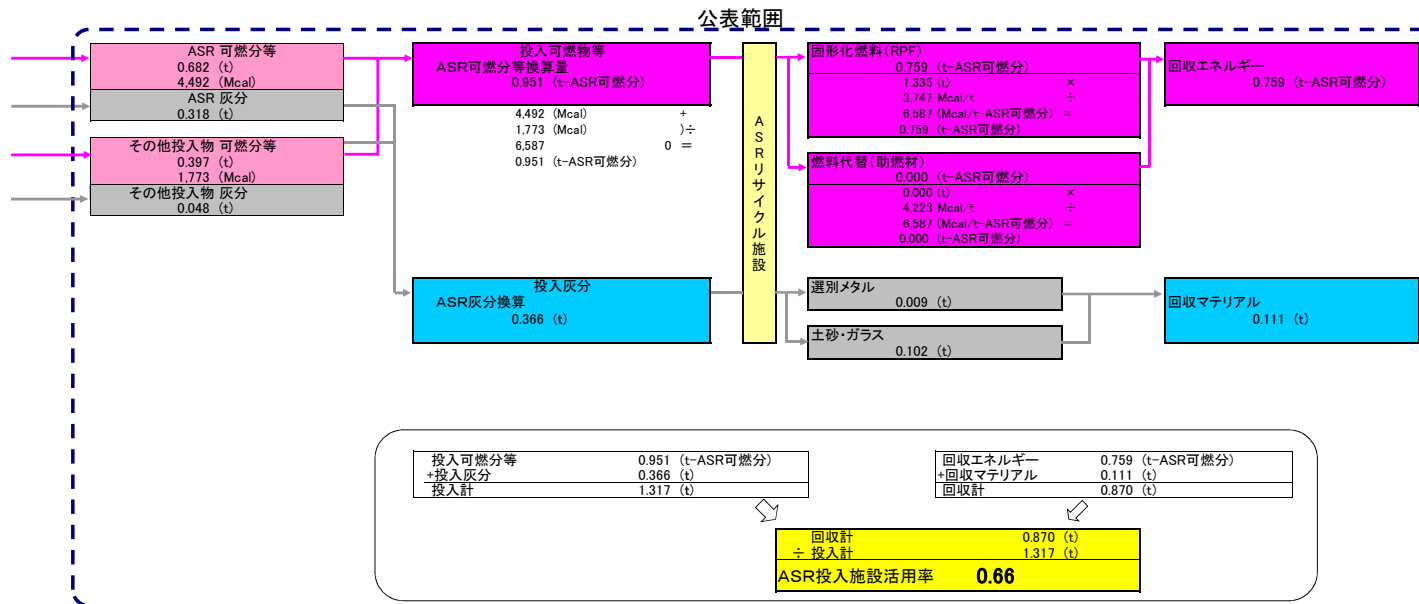 公表範囲
ASR 可燃分等
0.682 (t)
4,492 (Mcal)
ASR 灰分
0.318 (t)
その他投入物 可燃分等
0.397 (t)
1,773 (Mcal)
その他投入物 灰分
0.048 (t)
投入可燃物等
ASR可燃分等換算量
0.951 (t-ASR可燃分)
4,492 (Mcal) +
1,773 (Mcal) )÷
6,587 0 =
0.951 (t-ASR可燃分)
投入灰分
ASR灰分換算
0.366 (t)
ASRリサイクル施設
固形化燃料(RPF)
0.759 (t-ASR可燃分)
1.335 (t) ×
3,747 Mcal/t ÷
6,587 (Mcal/t-ASR可燃分) =
0.759 (t-ASR可燃分)
燃料代替(助燃材)
0.000 (t-ASR可燃分)
0.000 (t) ×
4,223 Mcal/t ÷
6,587 (Mcal/t-ASR可燃分) =
0.000 (t-ASR可燃分)
選別メタル
0.009 (t)
土砂・ガラス
0.102 (t)
回収エネルギー
0.759 (t-ASR可燃分)
回収マテリアル
0.111 (t)
投入可燃分等 0.951 (t-ASR可燃分)
+投入灰分 0.366 (t)
投入計 1.317 (t)
回収エネルギー 0.759 (t-ASR可燃分)
+回収マテリアル 0.111 (t)
回収計 0.870 (t)
回収計 0.870 (t)
÷ 投入計 1.317 (t)
ASR投入施設活用率 0.66